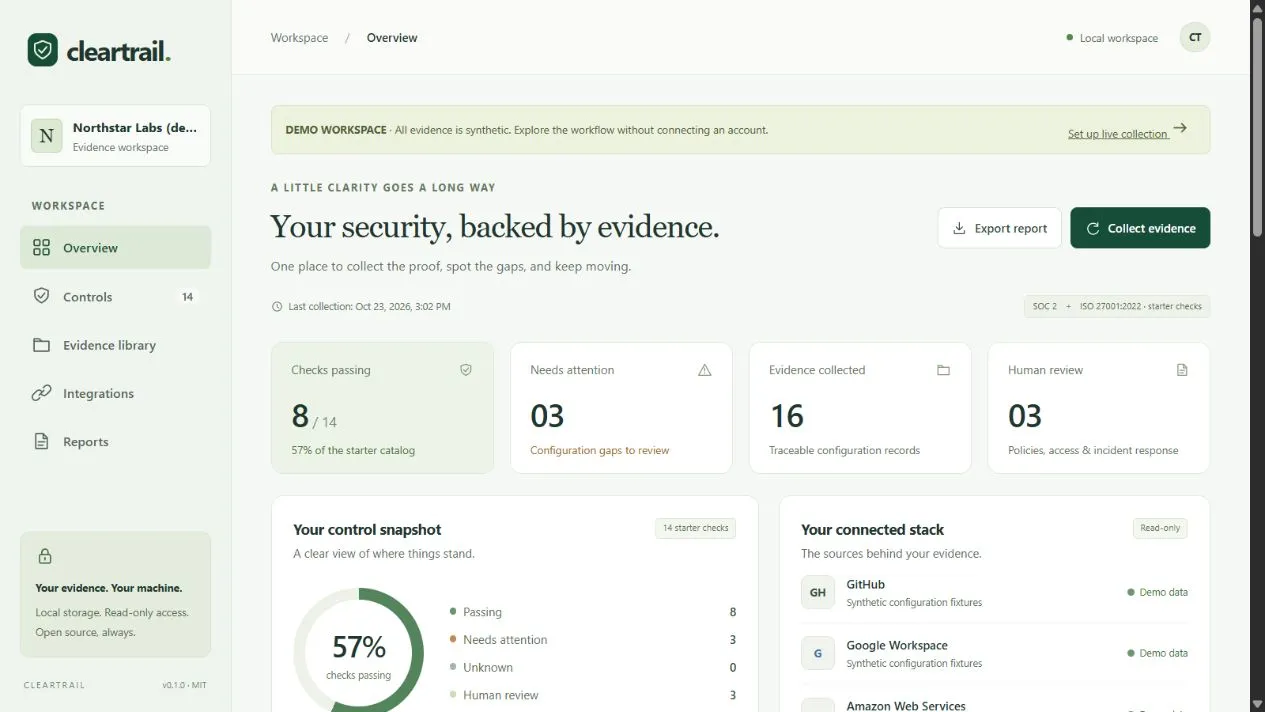 cleartrail.
N
Northstar Labs (de...
Evidence workspace
WORKSPACE
Overview
Controls 14
Evidence library
Integrations
Reports
Your evidence. Your machine.
Local storage. Read-only access.
Open source, always.
CLEARTRAIL v0.1.0 · MIT
Workspace / Overview
Local workspace CT
DEMO WORKSPACE · All evidence is synthetic. Explore the workflow without connecting an account.
Set up live collection →
A LITTLE CLARITY GOES A LONG WAY
Your security, backed by evidence.
Export report
Collect evidence
One place to collect the proof, spot the gaps, and keep moving.
Last collection: Oct 23, 2026, 3:02 PM
SOC 2 + ISO 27001:2022 · starter checks
Checks passing
8 / 14
57% of the starter catalog
Needs attention
03
Configuration gaps to review
Evidence collected
16
Traceable configuration records
Human review
03
Policies, access & incident response
Your control snapshot
14 starter checks
A clear view of where things stand.
57%
checks passing
Passing 8
Needs attention 3
Unknown 0
Human review 3
Your connected stack
Read-only
The sources behind your evidence.
GH
GitHub
Synthetic configuration fixtures
Demo data
G
Google Workspace
Synthetic configuration fixtures
Demo data
Amazon Web Services